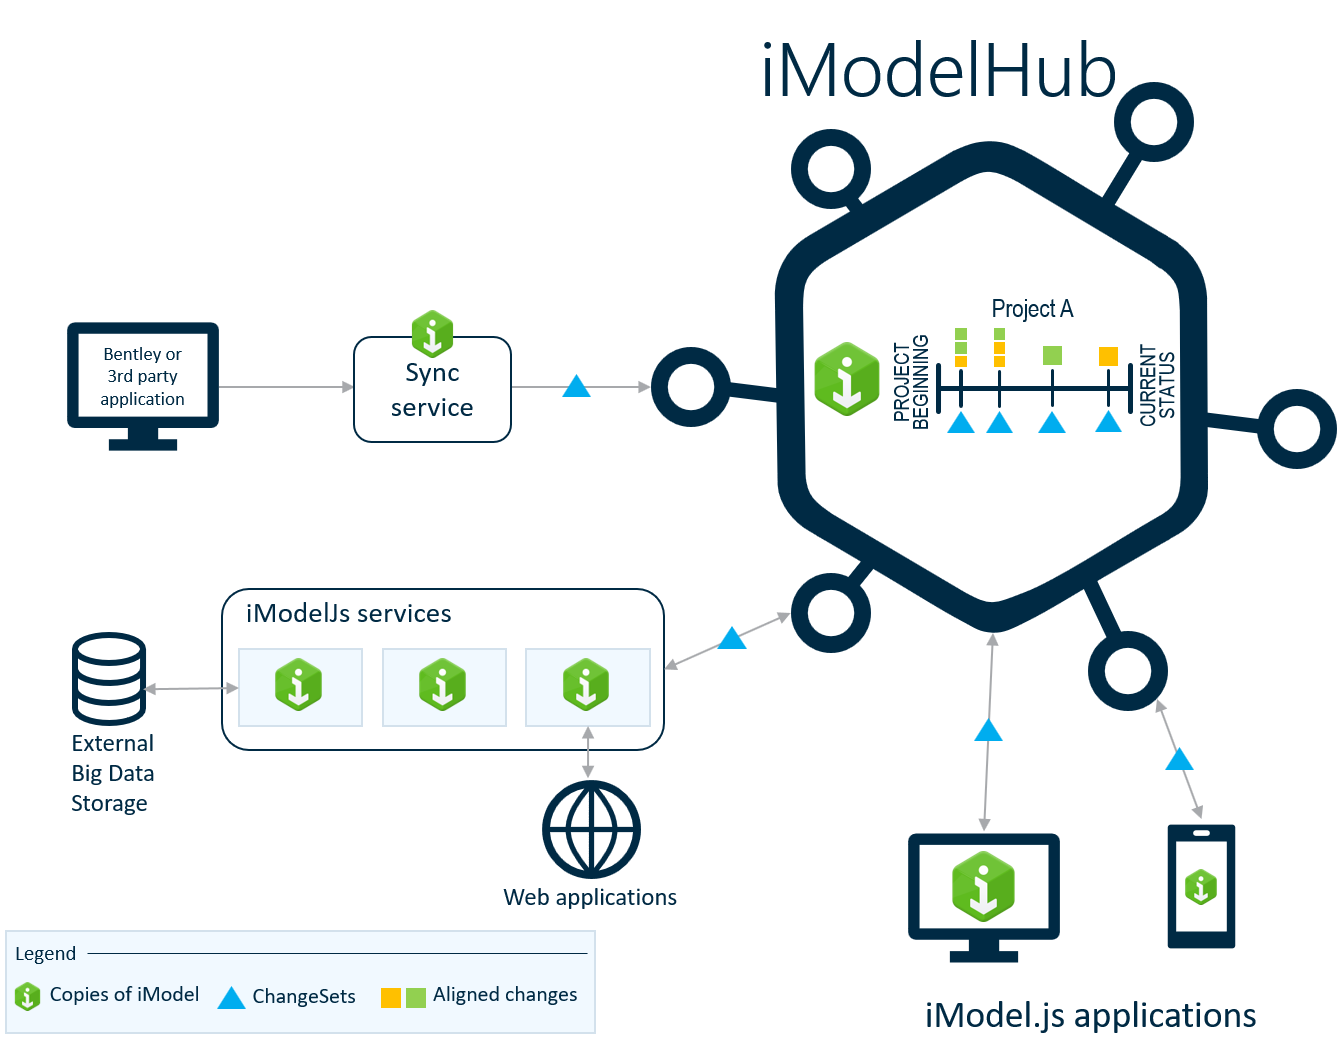 iModelHub
Project A
PROJECT
BEGINNING
CURRENT
STATUS
Bentley or
3rd party
application
Sync
service
iModelJs services
External
Big Data
Storage
Web applications
Legend
Copies of iModel
ChangeSets
Aligned changes
iModel.js applications